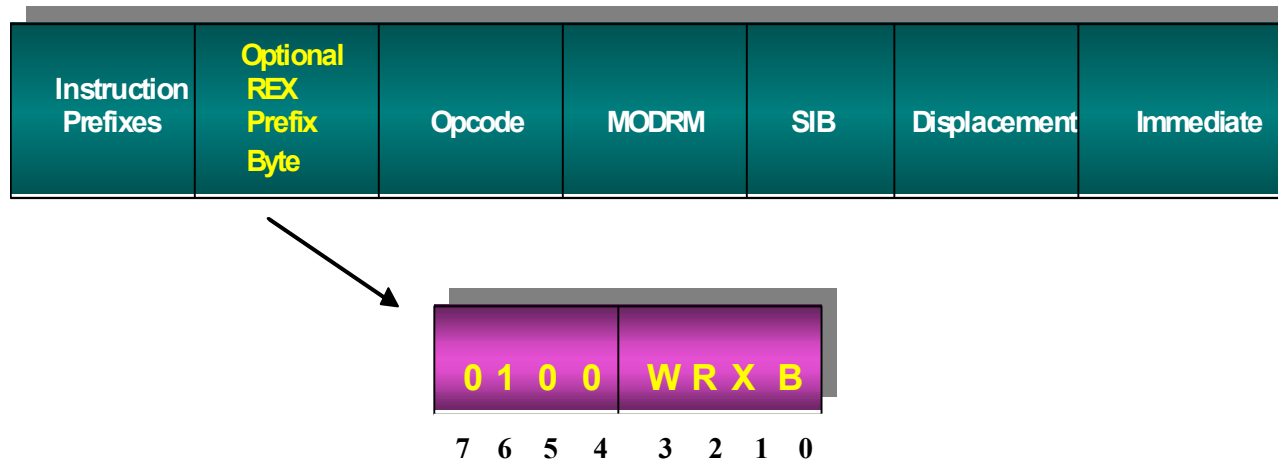 Instruction Prefixes
Optional REX Prefix Byte
Opcode
MODRM
SIB
Displacement
Immediate
0 1 0 0 W R X B
7 6 5 4 3 2 1 0